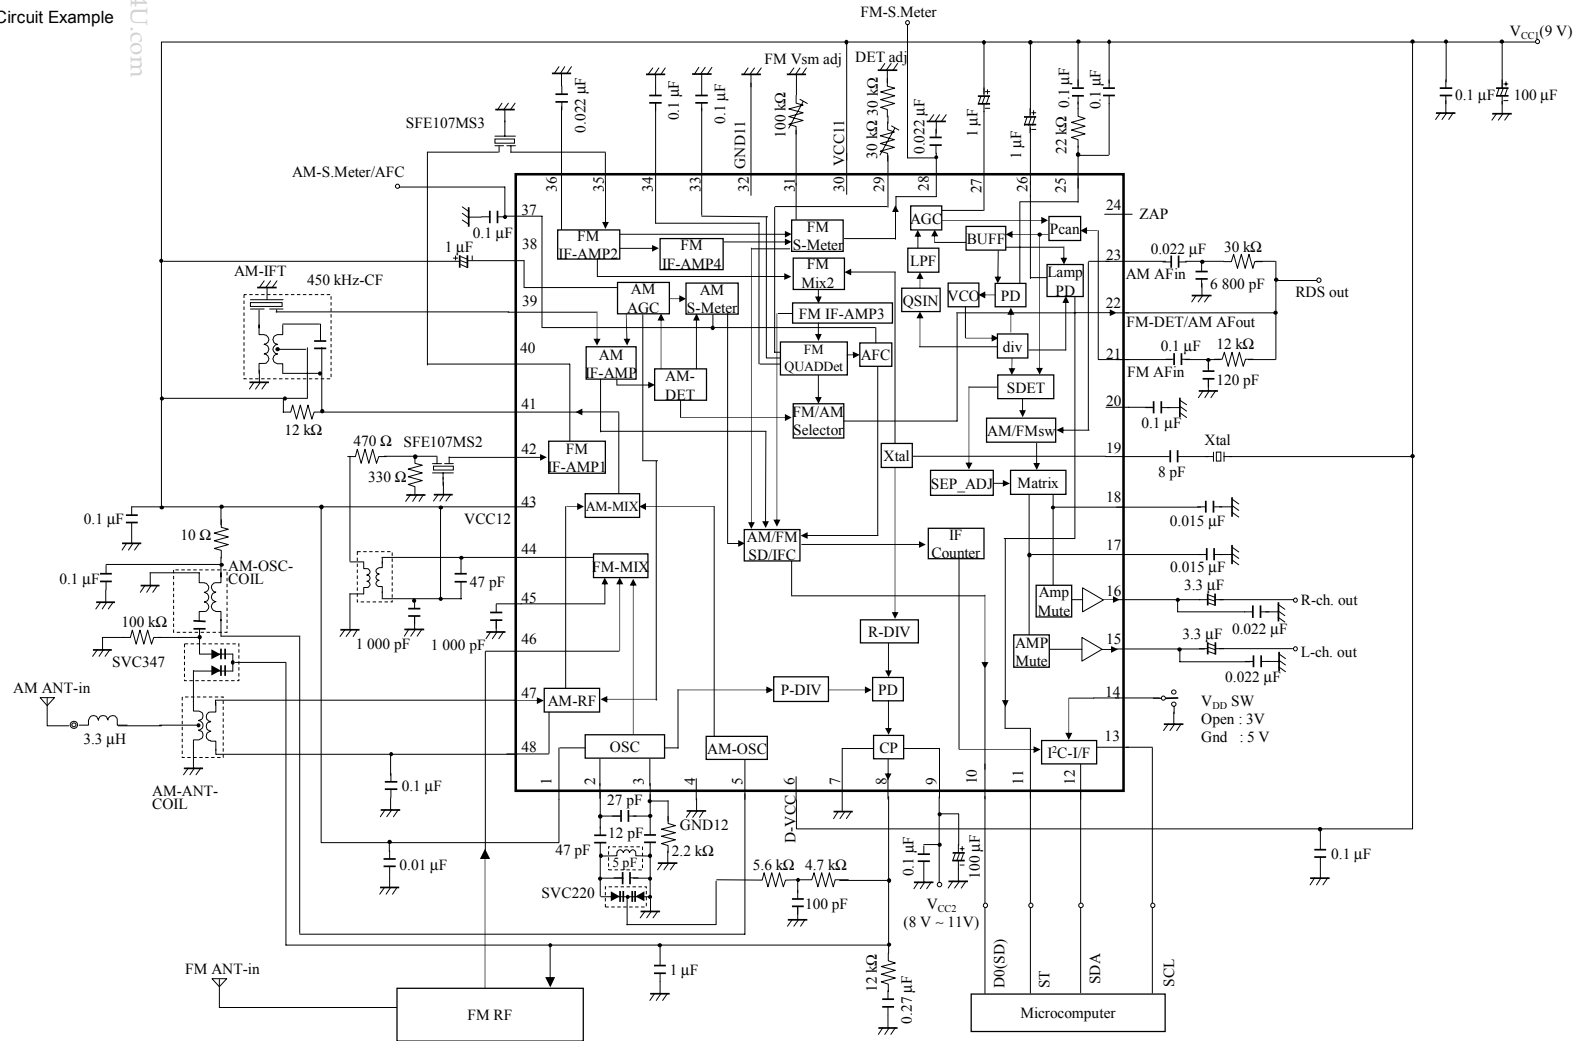 Circuit Example
4U.com
FM-S.Meter
VCC1(9 V)
FM Vsm adj
DET adj
0.022 µF
0.1 µF
0.1 µF
GND11
100 kΩ
VCC11
30 kΩ
30 kΩ
0.022 µF
1 µF
1 µF
22 kΩ
0.1 µF
0.1 µF
0.1 µF
100 µF
SFE107MS3
AM-S.Meter/AFC
36
35
34
33
32
31
30
29
28
27
26
25
37
0.1 µF
38
1 µF
AM-IFT
450 kHz-CF
39
40
41
12 kΩ
470 Ω
SFE107MS2
330 Ω
42
43
VCC12
0.1 µF
10 Ω
44
AM-OSC-
COIL
0.1 µF
47 pF
45
100 kΩ
1 000 pF
1 000 pF
46
SVC347
AM ANT-in
3.3 µH
47
48
AM-ANT-
COIL
0.1 µF
FM
IF-AMP2
FM
IF-AMP4
FM
S-Meter
AGC
BUFF
Pcan
LPF
FM
Mix2
Lamp
PD
AM
AGC
AM
S-Meter
QSIN
VCO
PD
FM IF-AMP3
AM
IF-AMP
FM
QUADDet
AFC
div
AM-
DET
SDET
FM/AM
Selector
AM/FMsw
FM
IF-AMP1
Xtal
SEP_ADJ
Matrix
AM-MIX
AM/FM
SD/IFC
IF
Counter
FM-MIX
Amp
Mute
R-DIV
AMP
Mute
AM-RF
P-DIV
PD
OSC
AM-OSC
CP
I²C-I/F
24
ZAP
23
AM AFin
0.022 µF
30 kΩ
6 800 pF
RDS out
22
FM-DET/AM AFout
21
FM AFin
0.1 µF
12 kΩ
120 pF
20
0.1 µF
19
8 pF
Xtal
18
0.015 µF
17
0.015 µF
16
3.3 µF
R-ch. out
0.022 µF
15
3.3 µF
L-ch. out
0.022 µF
14
VDD SW
Open : 3V
Gnd : 5 V
13
1
2
3
4
5
6
7
8
9
10
11
12
27 pF
12 pF
47 pF
5 pF
GND12
2.2 kΩ
D-VCC
0.01 µF
SVC220
5.6 kΩ
4.7 kΩ
100 pF
0.1 µF
100 µF
VCC2
(8 V ~ 11V)
0.1 µF
FM ANT-in
1 µF
12 kΩ
0.27 µF
D0(SD)
ST
SDA
SCL
FM RF
Microcomputer